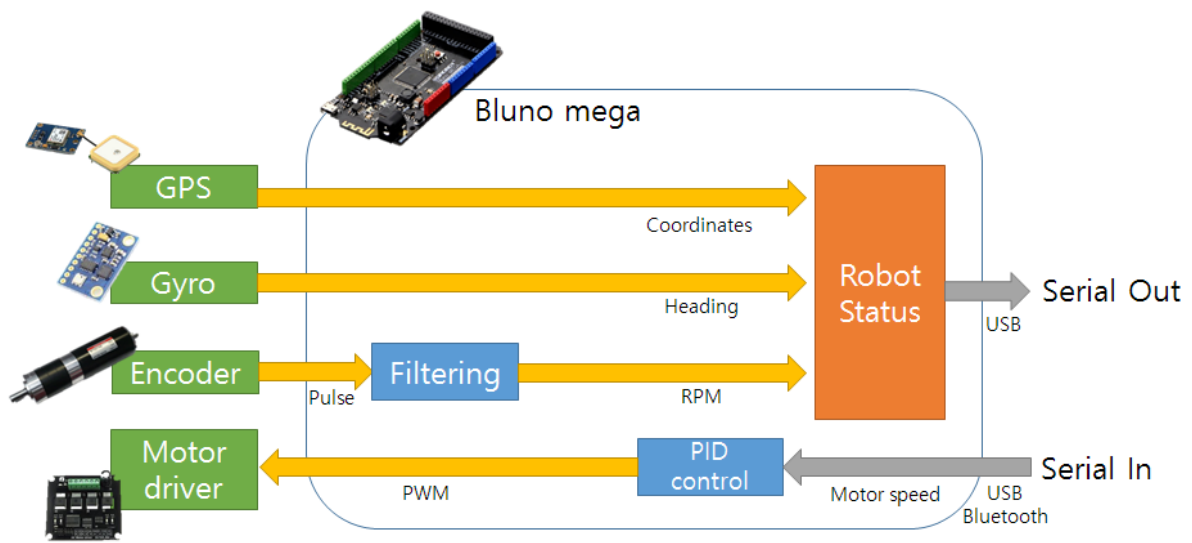 Bluno mega
GPS
Coordinates
Gyro
Heading
Robot
Status
Serial Out
USB
Encoder
Pulse
Filtering
RPM
Motor
driver
PWM
PID
control
Motor speed
Serial In
USB
Bluetooth